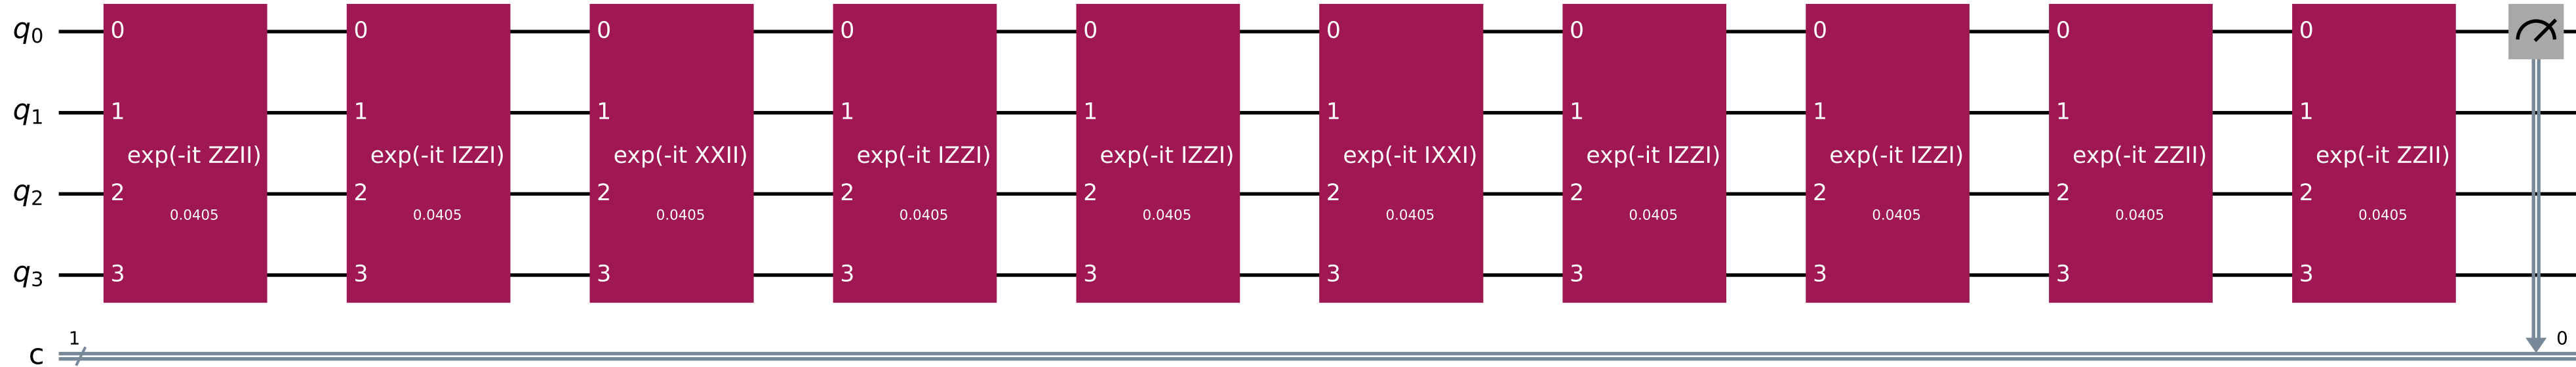 q0 0 0 0 0 0 0 0 0 0 0
q1 1 1 1 1 1 1 1 1 1 1
exp(-it ZZII) exp(-it IZZI) exp(-it XXII) exp(-it IZZI) exp(-it IZZI) exp(-it IXXI) exp(-it IZZI) exp(-it IZZI) exp(-it ZZII) exp(-it ZZII)
q2 2 2 2 2 2 2 2 2 2 2
0.0405 0.0405 0.0405 0.0405 0.0405 0.0405 0.0405 0.0405 0.0405 0.0405
q3 3 3 3 3 3 3 3 3 3 3
1 0
c